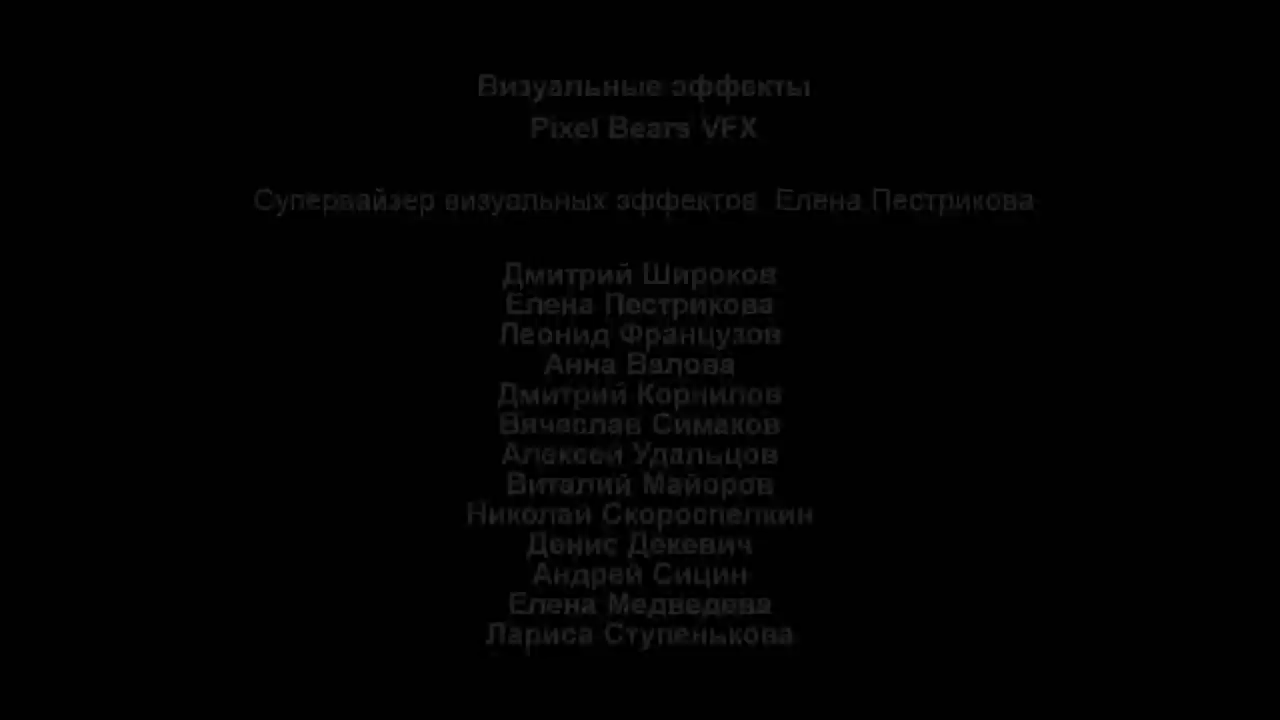 Визуальные эффекты
Pixel Bears VFX
Супервайзер визуальных эффектов Елена Пестрикова
Дмитрий Широков
Елена Пестрикова
Леонид Французов
Анна Валова
Дмитрий Корнилов
Вячеслав Симаков
Алексей Удальцов
Виталий Майоров
Николай Скороспелкин
Денис Декевич
Андрей Сицин
Елена Медведева
Лариса Ступенькова